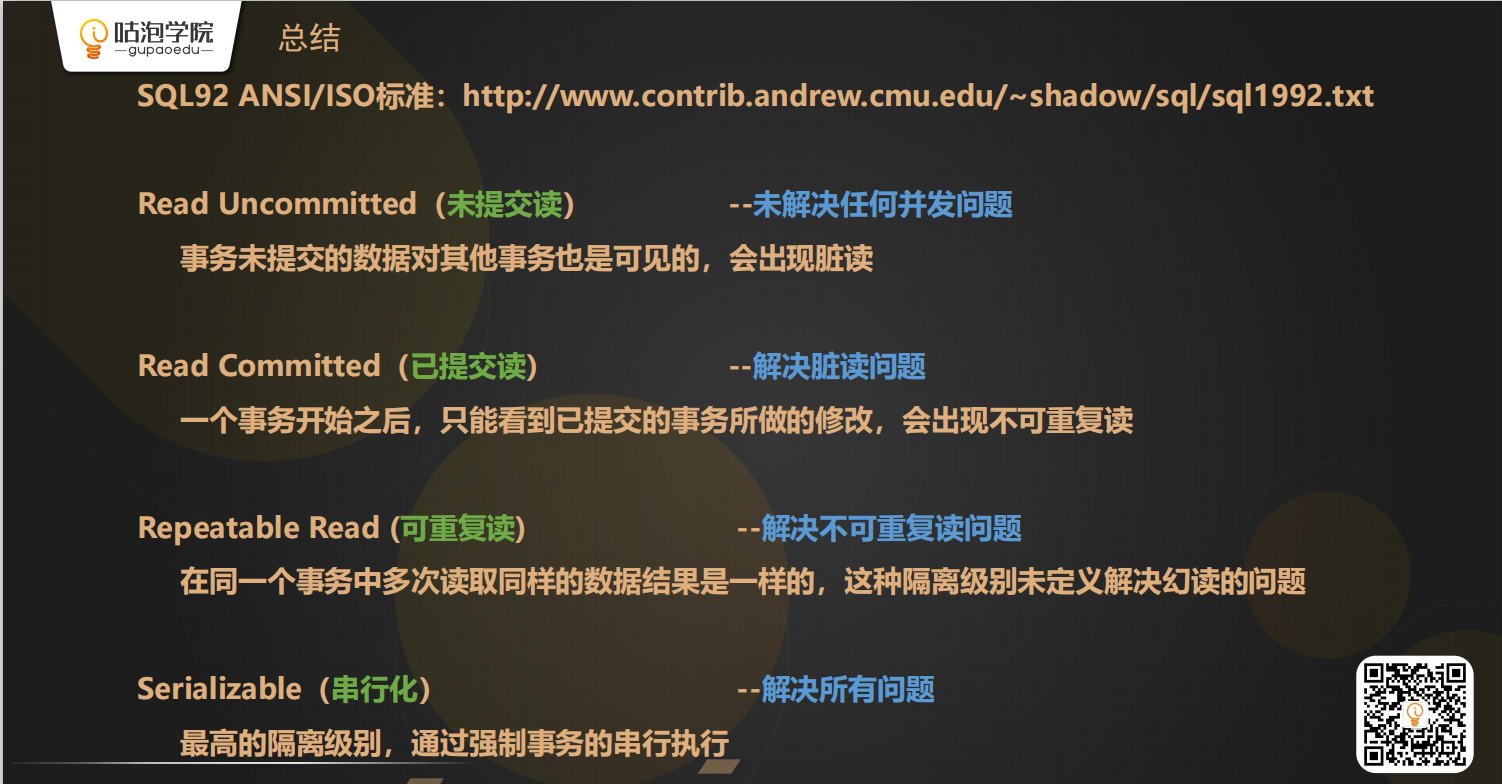 咕泡学院
gupaoedu
总结
SQL92 ANSI/ISO标准：http://www.contrib.andrew.cmu.edu/~shadow/sql/sql1992.txt
Read Uncommitted（未提交读） --未解决任何并发问题
事务未提交的数据对其他事务也是可见的，会出现脏读
Read Committed（已提交读） --解决脏读问题
一个事务开始之后，只能看到已提交的事务所做的修改，会出现不可重复读
Repeatable Read (可重复读) --解决不可重复读问题
在同一个事务中多次读取同样的数据结果是一样的，这种隔离级别未定义解决幻读的问题
Serializable（串行化） --解决所有问题
最高的隔离级别，通过强制事务的串行执行